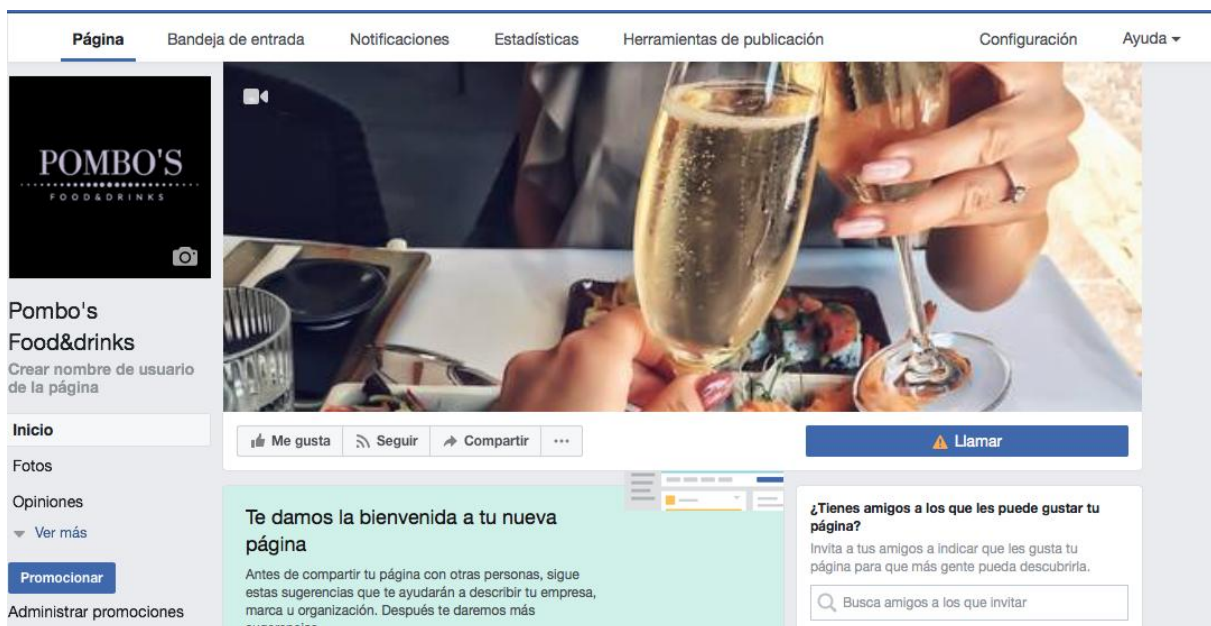 Página Bandeja de entrada Notificaciones Estadísticas Herramientas de publicación Configuración Ayuda
POMBO'S
FOOD&DRINKS
Pombo's
Food&drinks
Crear nombre de usuario
de la página
Inicio
Fotos
Opiniones
Ver más
Promocionar
Administrar promociones
Me gusta Seguir Compartir ...
Llamar
Te damos la bienvenida a tu nueva
página
Antes de compartir tu página con otras personas, sigue
estas sugerencias que te ayudarán a describir tu empresa,
marca u organización. Después te daremos más
¿Tienes amigos a los que les puede gustar tu
página?
Invita a tus amigos a indicar que les gusta tu
página para que más gente pueda descubrirla.
Busca amigos a los que invitar